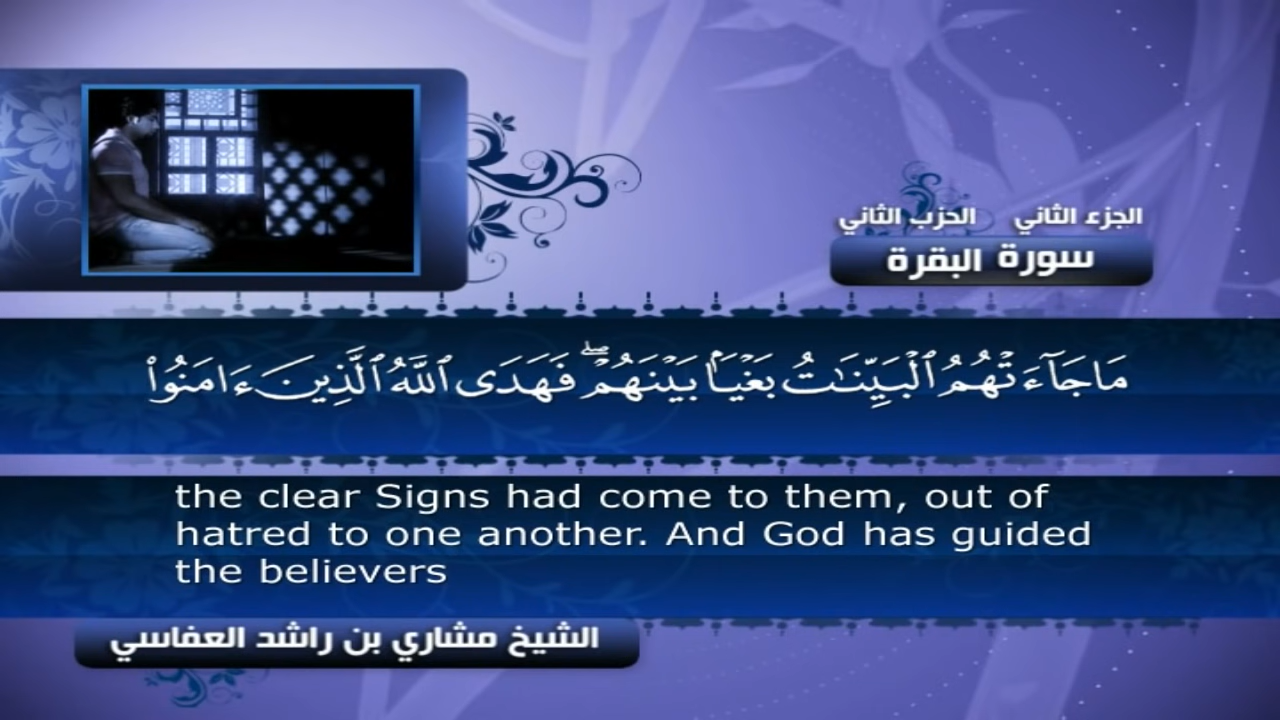 الجزء الثاني الحزب الثاني
سورة البقرة
مَا جَآءَتْهُمُ ٱلْبَيِّنَـٰتُ بَغْيَۢا بَيْنَهُمْ ۖ فَهَدَى ٱللَّهُ ٱلَّذِينَ ءَامَنُوا۟
the clear Signs had come to them, out of
hatred to one another. And God has guided
the believers
الشيخ مشاري بن راشد العفاسي